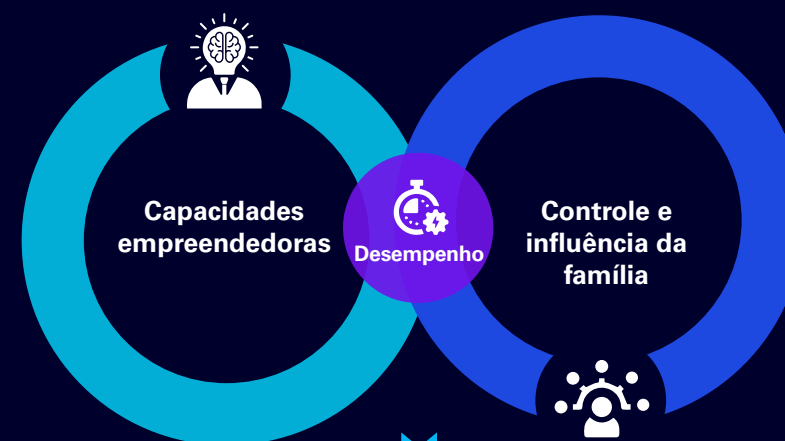 Capacidades
empreendedoras
Desempenho
Controle e
influência da
família